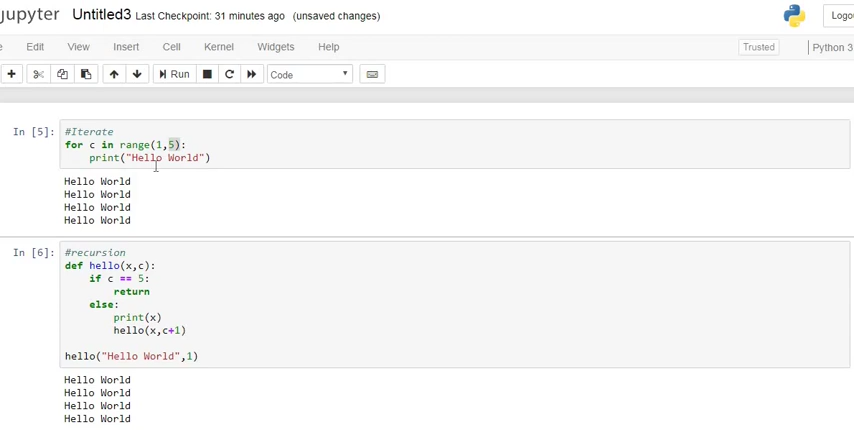 jupyter Untitled3 Last Checkpoint: 31 minutes ago (unsaved changes)
Edit View Insert Cell Kernel Widgets Help Trusted Python 3
Run Code
In [5]: #Iterate
for c in range(1,5):
    print("Hello World")
Hello World
Hello World
Hello World
Hello World
In [6]: #recursion
def hello(x,c):
    if c == 5:
        return
    else:
        print(x)
        hello(x,c+1)
hello("Hello World",1)
Hello World
Hello World
Hello World
Hello World